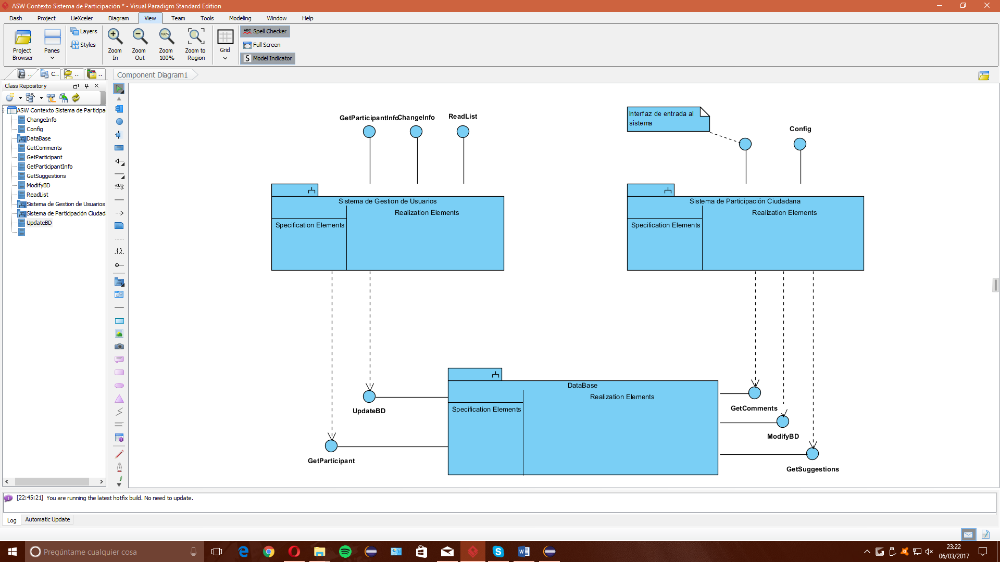 ASW Contexto Sistema de Participación * - Visual Paradigm Standard Edition
Dash Project UeXceler Diagram View Team Tools Modeling Window Help
Project Browser
Panes
Layers
Styles
Zoom In
Zoom Out
Zoom 100%
Zoom to Region
Grid
ABC Spell Checker
Full Screen
S Model Indicator
.. C.. .. ..
Component Diagram1
Class Repository
ASW Contexto Sistema de Participa
ChangeInfo
Config
DataBase
GetComments
GetParticipant
GetParticipantInfo
GetSuggestions
ModifyBD
ReadList
Sistema de Gestion de Usuarios
Sistema de Participación Ciudad
UpdateBD
GetParticipantInfo
ChangeInfo
ReadList
Interfaz de entrada al
sistema
Config
Sistema de Gestion de Usuarios
Realization Elements
Specification Elements
Sistema de Participación Ciudadana
Realization Elements
Specification Elements
DataBase
Realization Elements
Specification Elements
UpdateBD
GetParticipant
GetComments
ModifyBD
GetSuggestions
[22:45:21] You are running the latest hotfix build. No need to update.
Log Automatic Update
Pregúntame cualquier cosa
23:22
06/03/2017